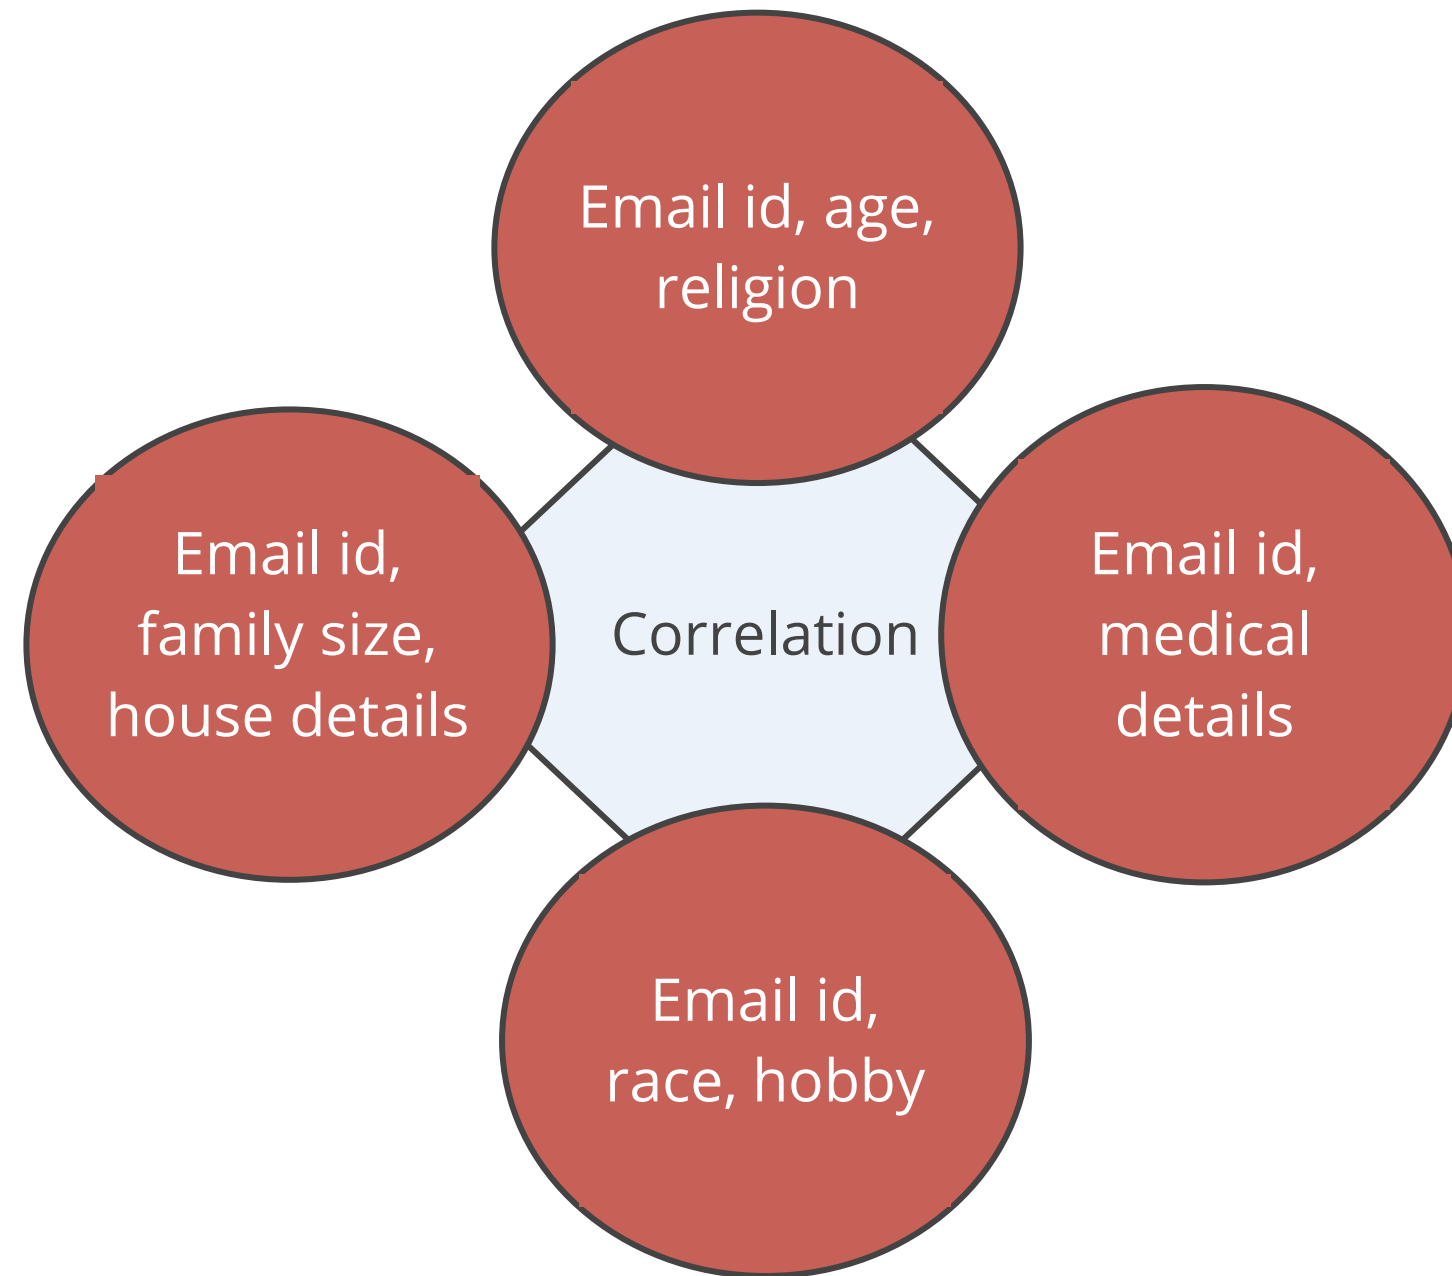 Email id, age,
religion
Email id,
family size,
house details
Correlation
Email id,
medical
details
Email id,
race, hobby